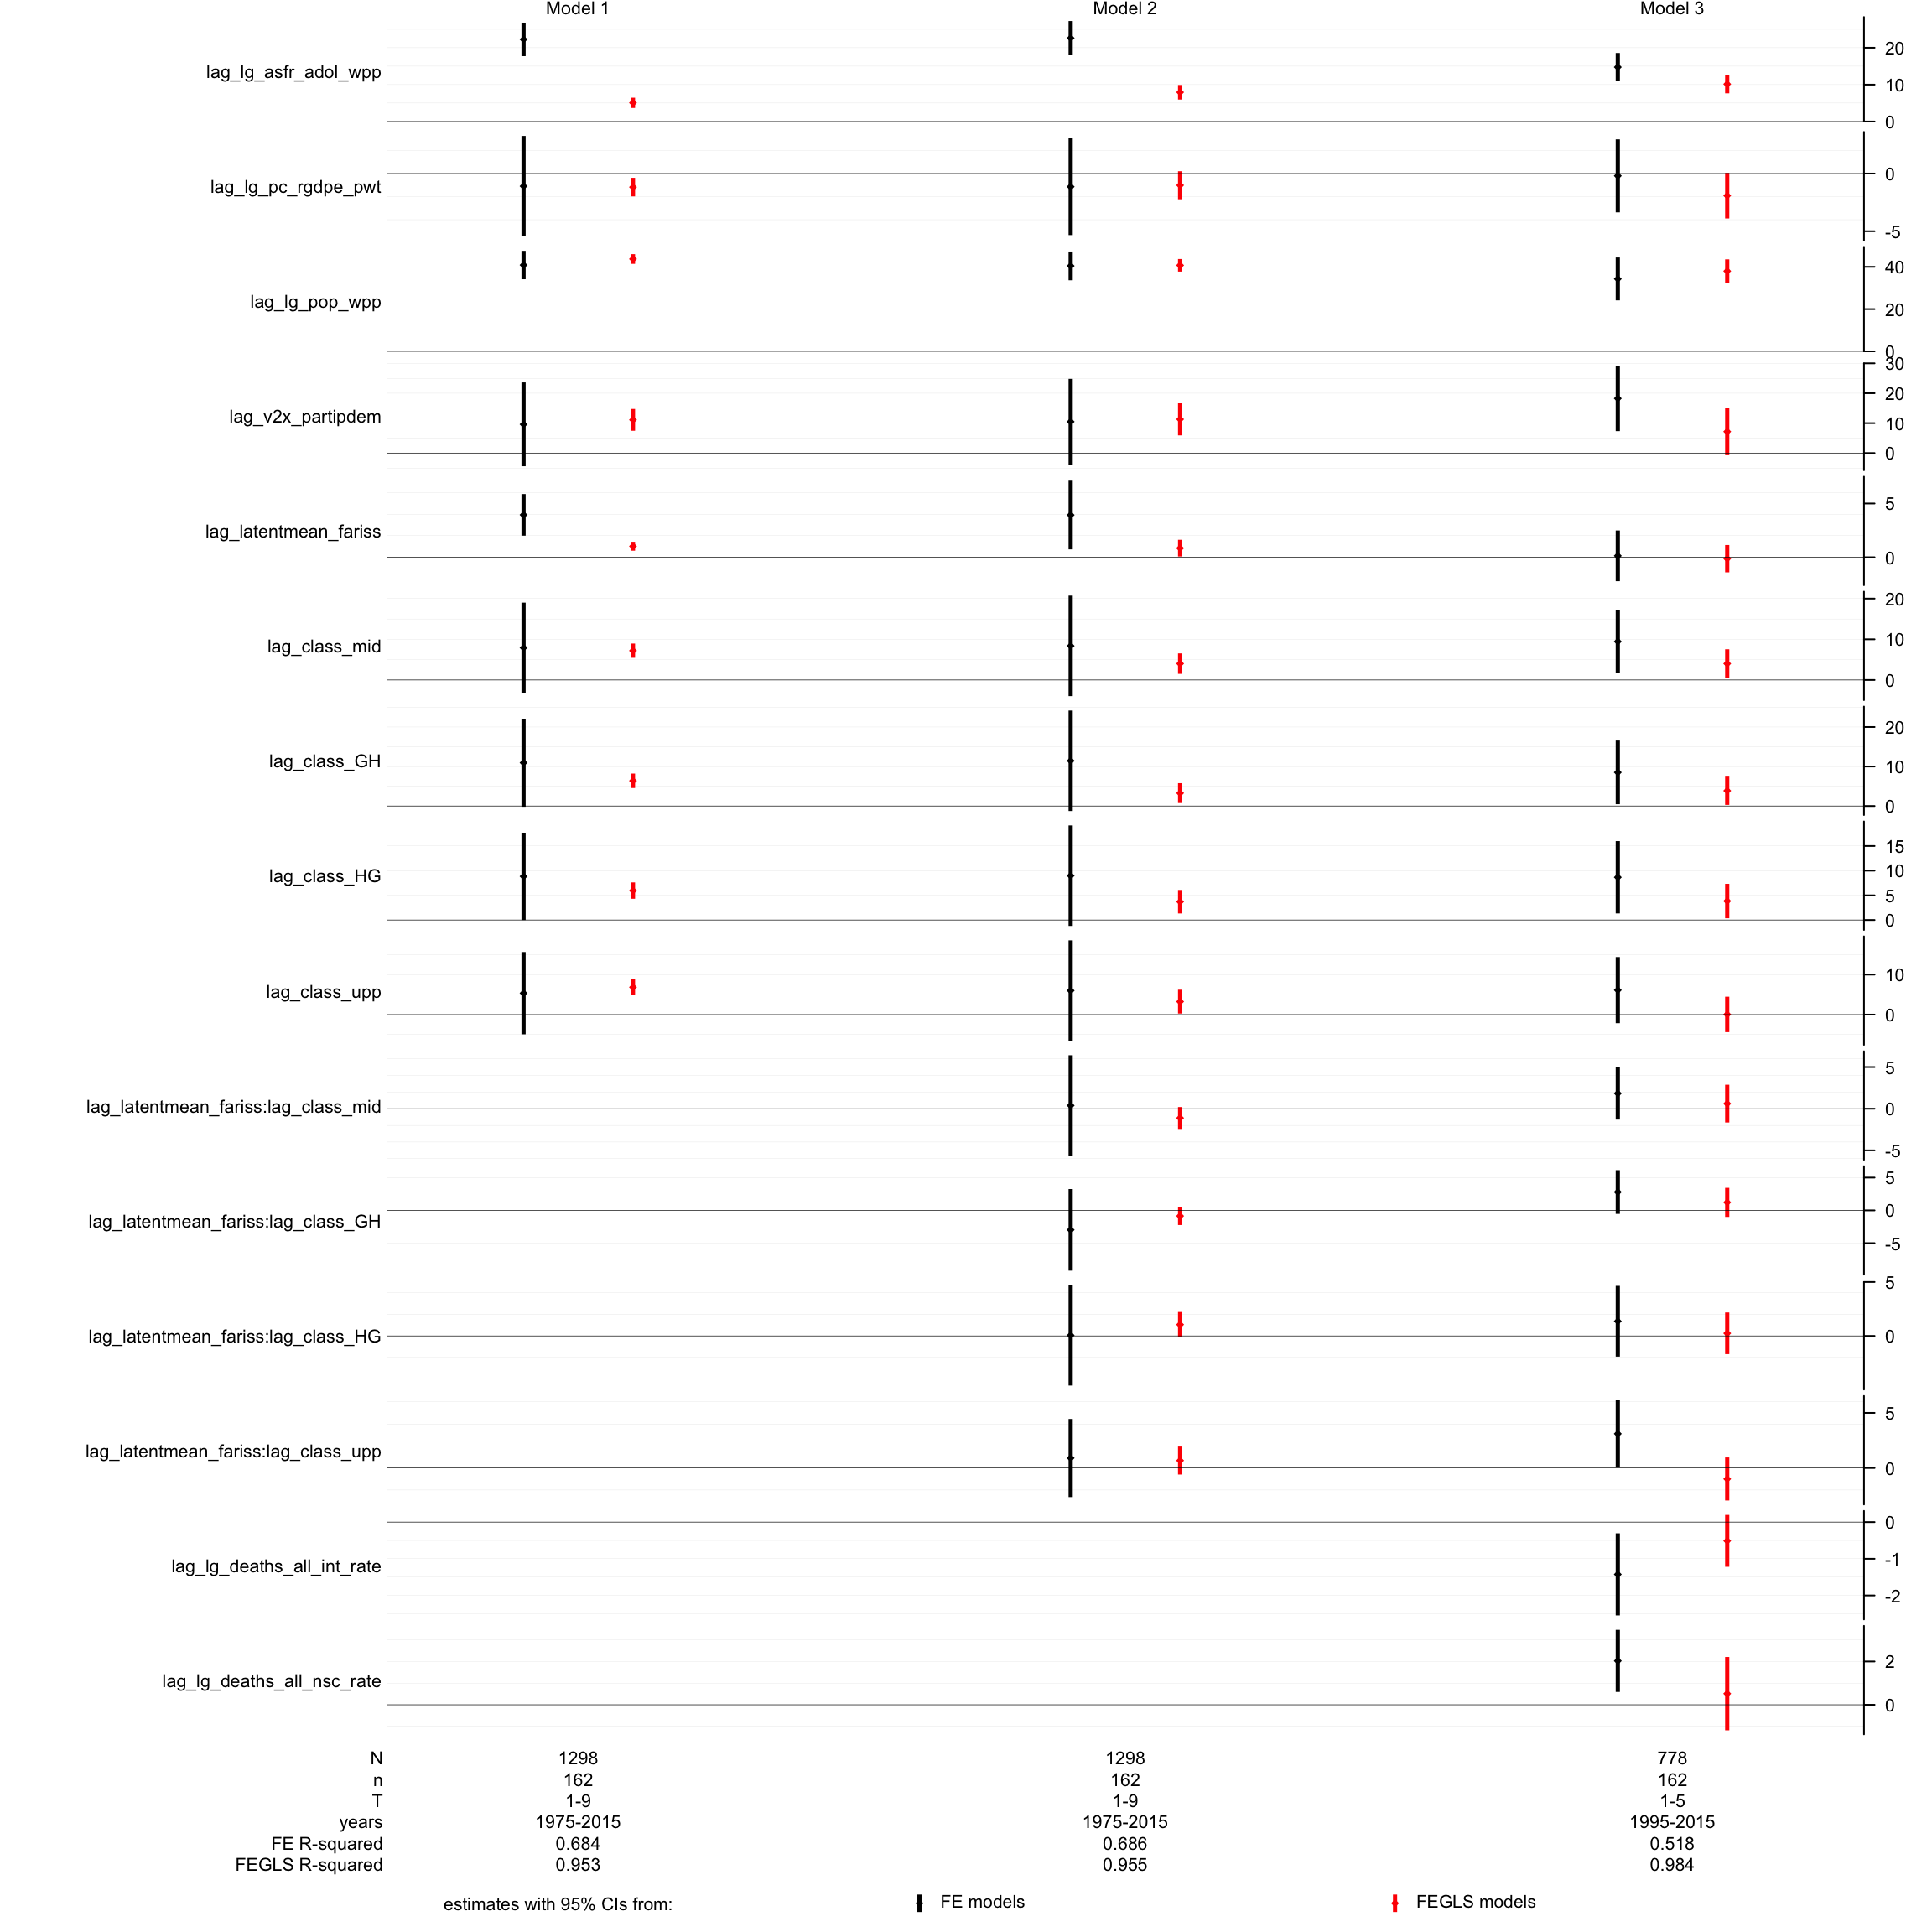 Model 1 Model 2 Model 3
lag_lg_asfr_adol_wpp 20 10 0
lag_lg_pc_rgdpe_pwt 0 -5
lag_lg_pop_wpp 40 20 0
lag_v2x_partipdem 30 20 10 0
lag_latentmean_fariss 5 0
lag_class_mid 20 10 0
lag_class_GH 20 10 0
lag_class_HG 15 10 5 0
lag_class_upp 10 0
lag_latentmean_fariss:lag_class_mid 5 0 -5
lag_latentmean_fariss:lag_class_GH 5 0 -5
lag_latentmean_fariss:lag_class_HG 5 0
lag_latentmean_fariss:lag_class_upp 5 0
lag_lg_deaths_all_int_rate 0 -1 -2
lag_lg_deaths_all_nsc_rate 2 0
N 1298 1298 778
n 162 162 162
T 1-9 1-9 1-5
years 1975-2015 1975-2015 1995-2015
FE R-squared 0.684 0.686 0.518
FEGLS R-squared 0.953 0.955 0.984
estimates with 95% CIs from: FE models FEGLS models